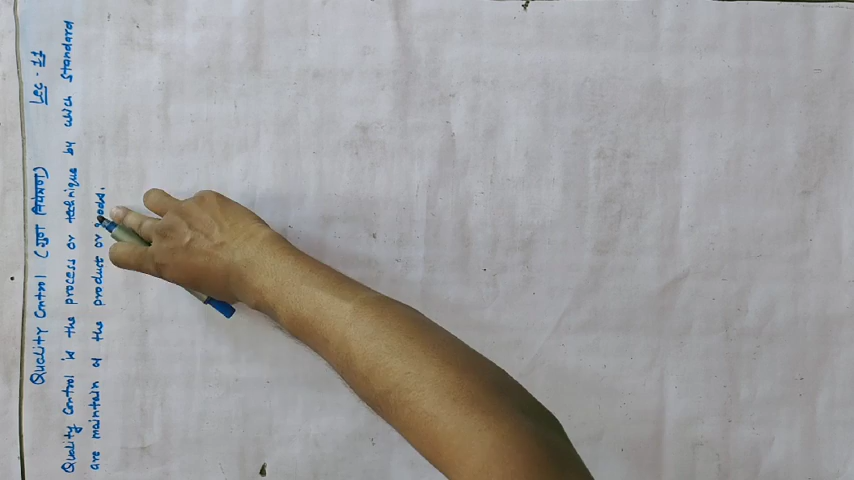 Quality Control (गुण नियंत्रण) Lec - 11
Quality Control is the process or technique by which standard
are maintain of the product or goods.